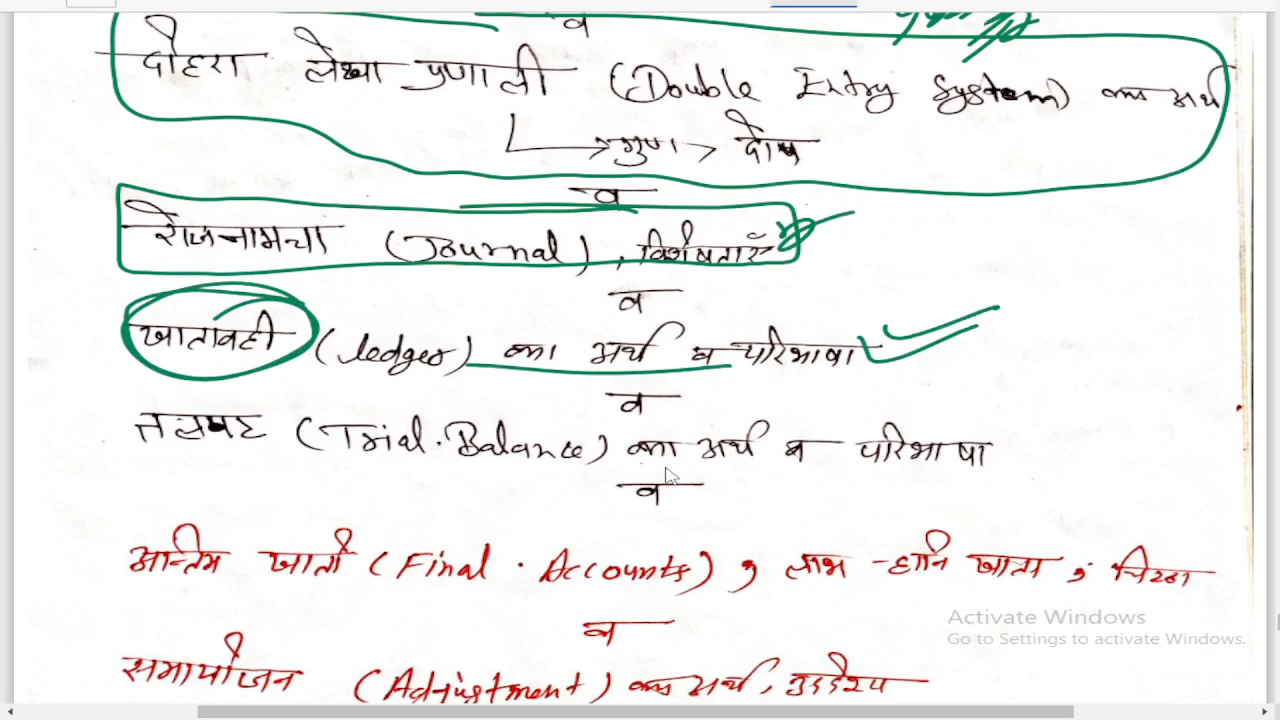 व
दोहरा लेखा प्रणाली (Double Entry System) का अर्थ
गुण → दोष
व
रोजनामचा (Journal), विशेषताएँ
व
खातावही (Ledger) का अर्थ व परिभाषा
व
तलपट (Trial.Balance) का अर्थ व परिभाषा
व
अन्तिम खातों (Final.Accounts) , लाभ-हानि खाता , चिट्ठा
व
समायोजन (Adjustment) का अर्थ, उद्देश्य
Activate Windows
Go to Settings to activate Windows.